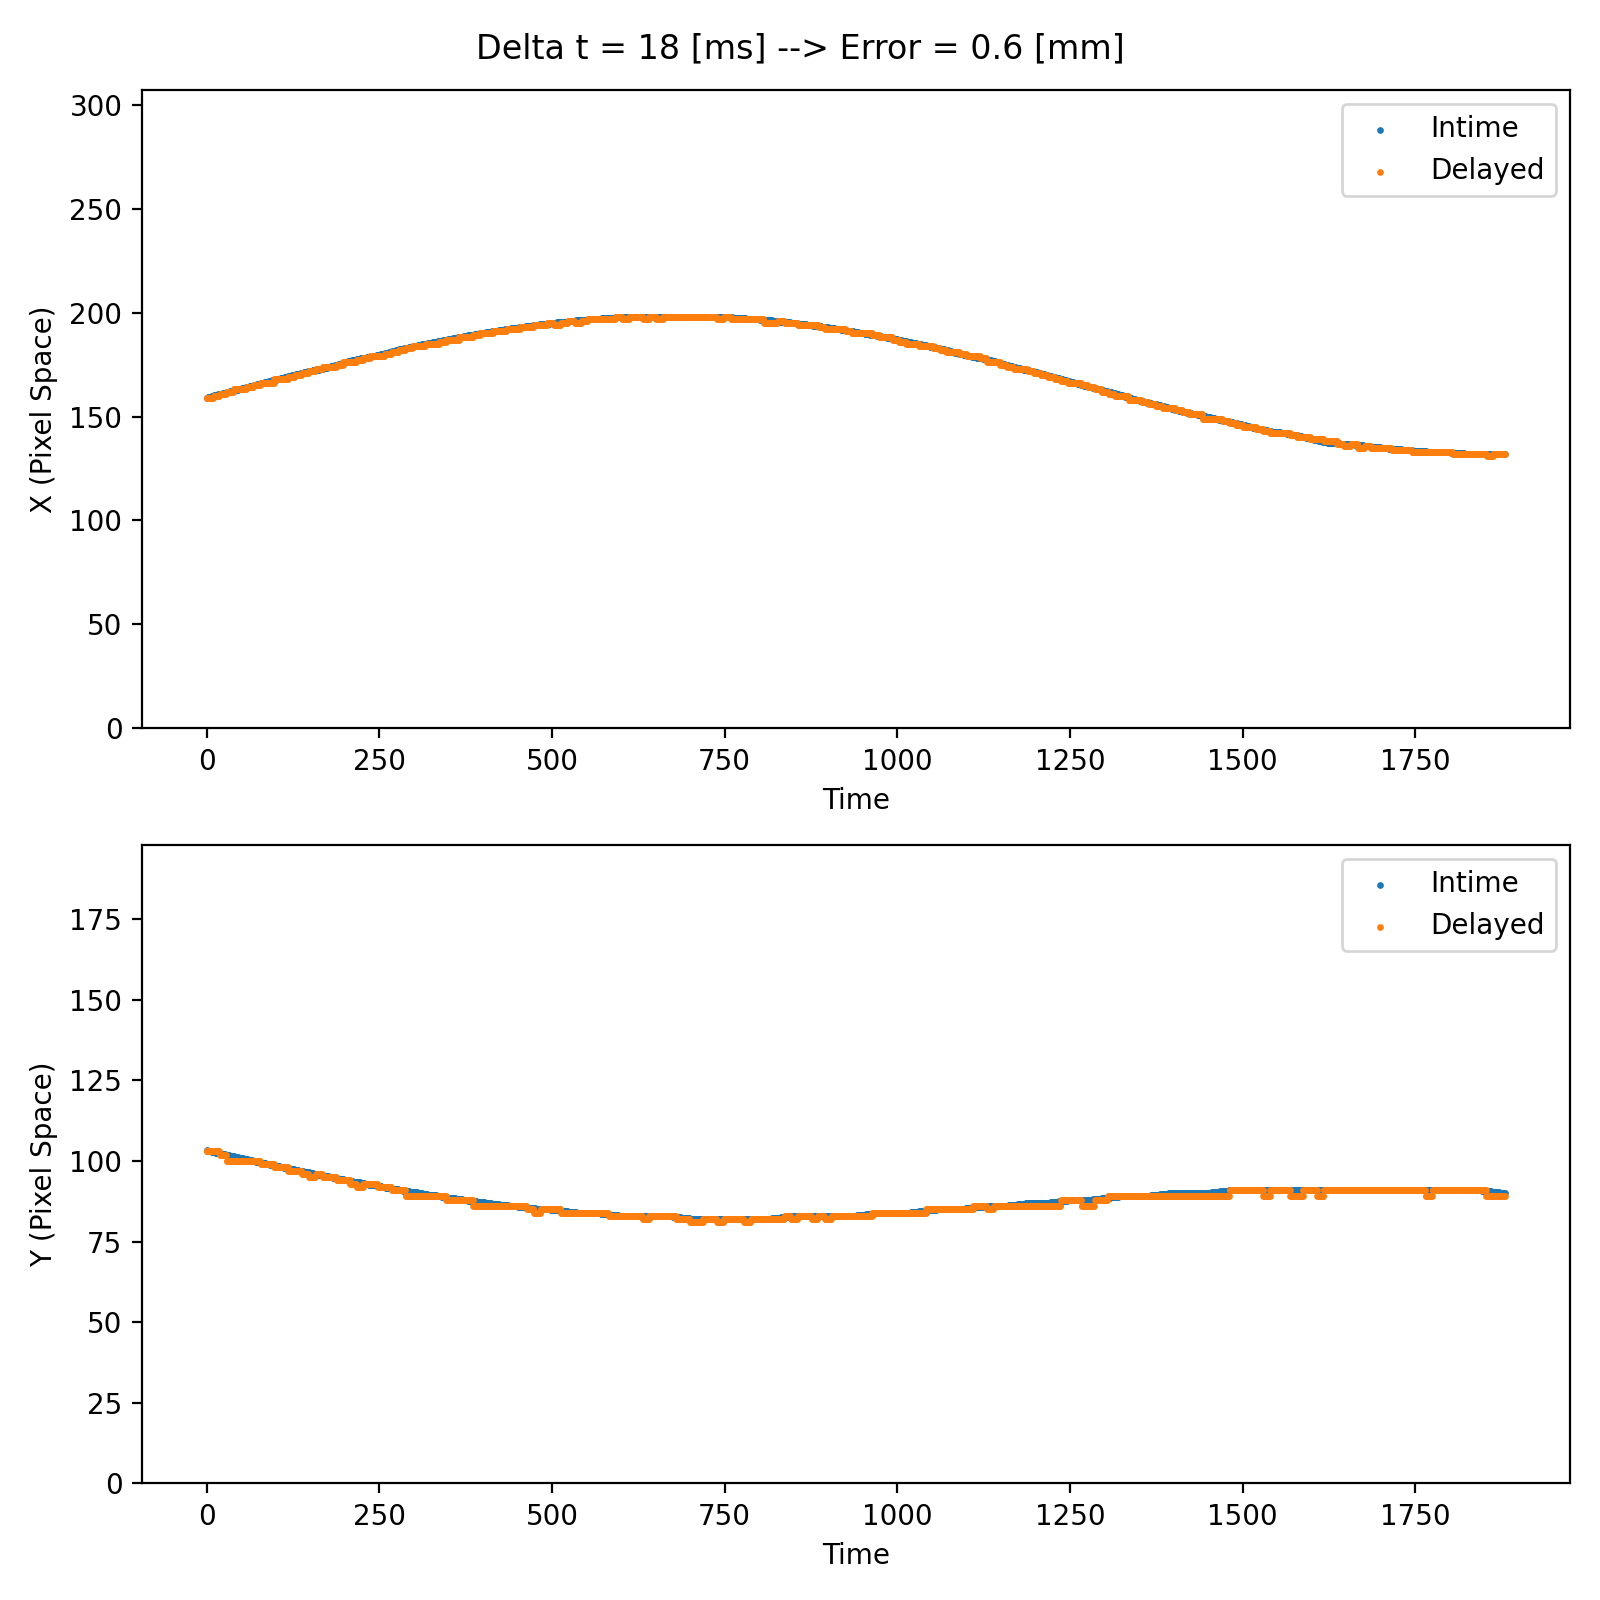 Delta t = 18 [ms] --> Error = 0.6 [mm]
300
250
200
150
100
50
0
X (Pixel Space)
Intime
Delayed
0 250 500 750 1000 1250 1500 1750
Time
175
150
125
100
75
50
25
0
Y (Pixel Space)
Intime
Delayed
0 250 500 750 1000 1250 1500 1750
Time